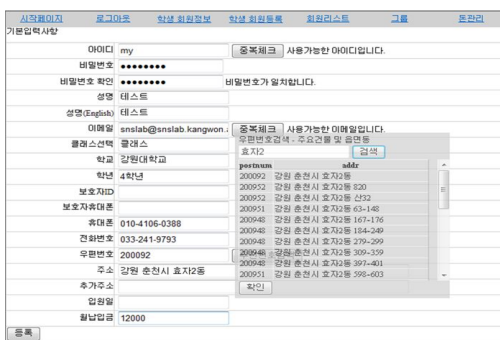 시작페이지 로그아웃 학생 회원정보 학생 회원등록 회원리스트 그룹 돈관리
기본입력사항
아이디 my 중복체크 사용가능한 아이디입니다.
비밀번호 ●●●●●●●●
비밀번호 확인 ●●●●●●●● 비밀번호가 일치합니다.
성명 테스트
성명(English) 테스트
이메일 snslab@snslab.kangwon. 중복체크 사용가능한 이메일입니다.
클래스선택 클래스
학교 강원대학교
학년 4학년
보호자ID
보호자휴대폰
휴대폰 010-4106-0388
전화번호 033-241-9793
우편번호 200092
주소 강원 춘천시 효자2동
추가주소
입원일
월납입금 12000
등록
우편번호검색 - 주요건물 및 읍면동
효자2 검색
postnum addr
200092 강원 춘천시 효자2동
200952 강원 춘천시 효자2동 820
200952 강원 춘천시 효자2동 산32
200951 강원 춘천시 효자2동 63-148
200948 강원 춘천시 효자2동 167-176
200948 강원 춘천시 효자2동 184-249
200948 강원 춘천시 효자2동 279-299
200948 강원 춘천시 효자2동 309-359
200948 강원 춘천시 효자2동 397-401
200951 강원 춘천시 효자2동 598-603
확인